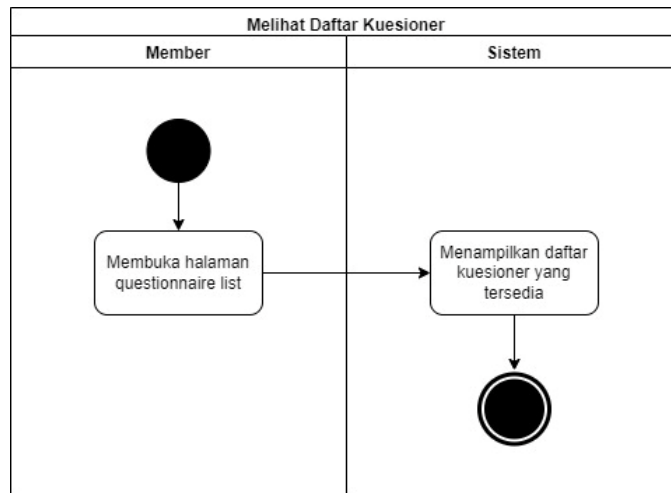 Melihat Daftar Kuesioner
Member
Sistem
Membuka halaman
questionnaire list
Menampilkan daftar
kuesioner yang
tersedia